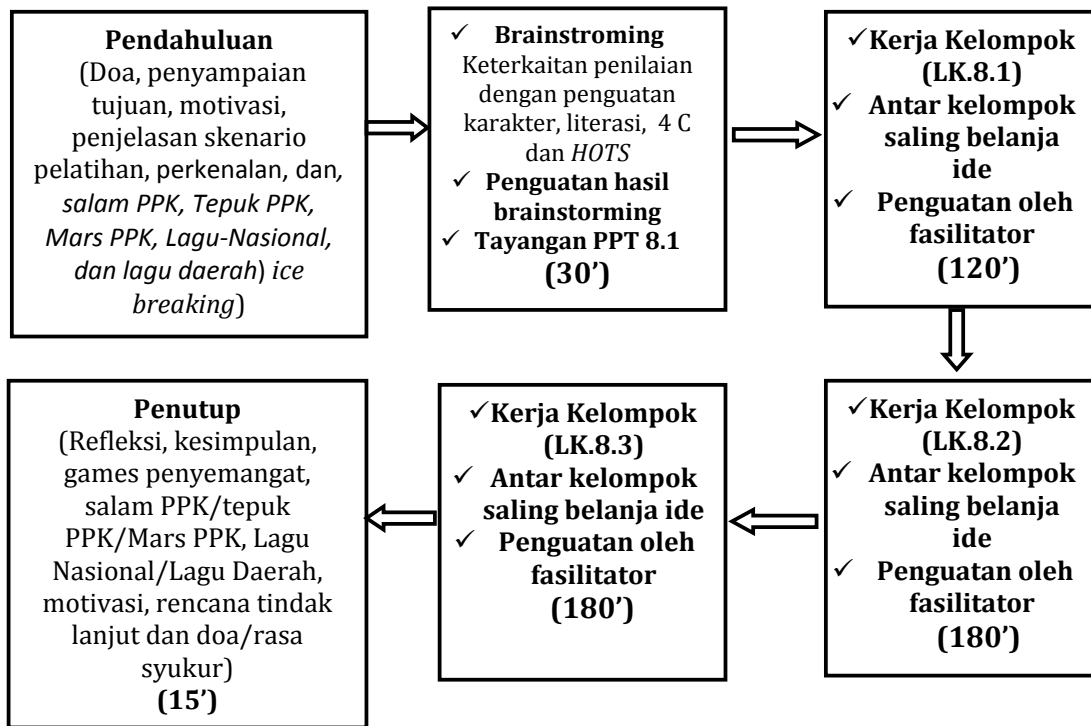 Pendahuluan
(Doa, penyampaian
tujuan, motivasi,
penjelasan skenario
pelatihan, perkenalan, dan,
salam PPK, Tepuk PPK,
Mars PPK, Lagu-Nasional,
dan lagu daerah) ice
breaking)
✓ Brainstroming
Keterkaitan penilaian
dengan penguatan
karakter, literasi, 4 C
dan HOTS
✓ Penguatan hasil
brainstorming
✓ Tayangan PPT 8.1
(30’)
✓Kerja Kelompok
(LK.8.1)
✓ Antar kelompok
saling belanja
ide
✓ Penguatan oleh
fasilitator
(120’)
✓Kerja Kelompok
(LK.8.2)
✓ Antar kelompok
saling belanja
ide
✓ Penguatan oleh
fasilitator
(180’)
✓Kerja Kelompok
(LK.8.3)
✓ Antar kelompok
saling belanja ide
✓ Penguatan oleh
fasilitator
(180’)
Penutup
(Refleksi, kesimpulan,
games penyemangat,
salam PPK/tepuk
PPK/Mars PPK, Lagu
Nasional/Lagu Daerah,
motivasi, rencana tindak
lanjut dan doa/rasa
syukur)
(15’)